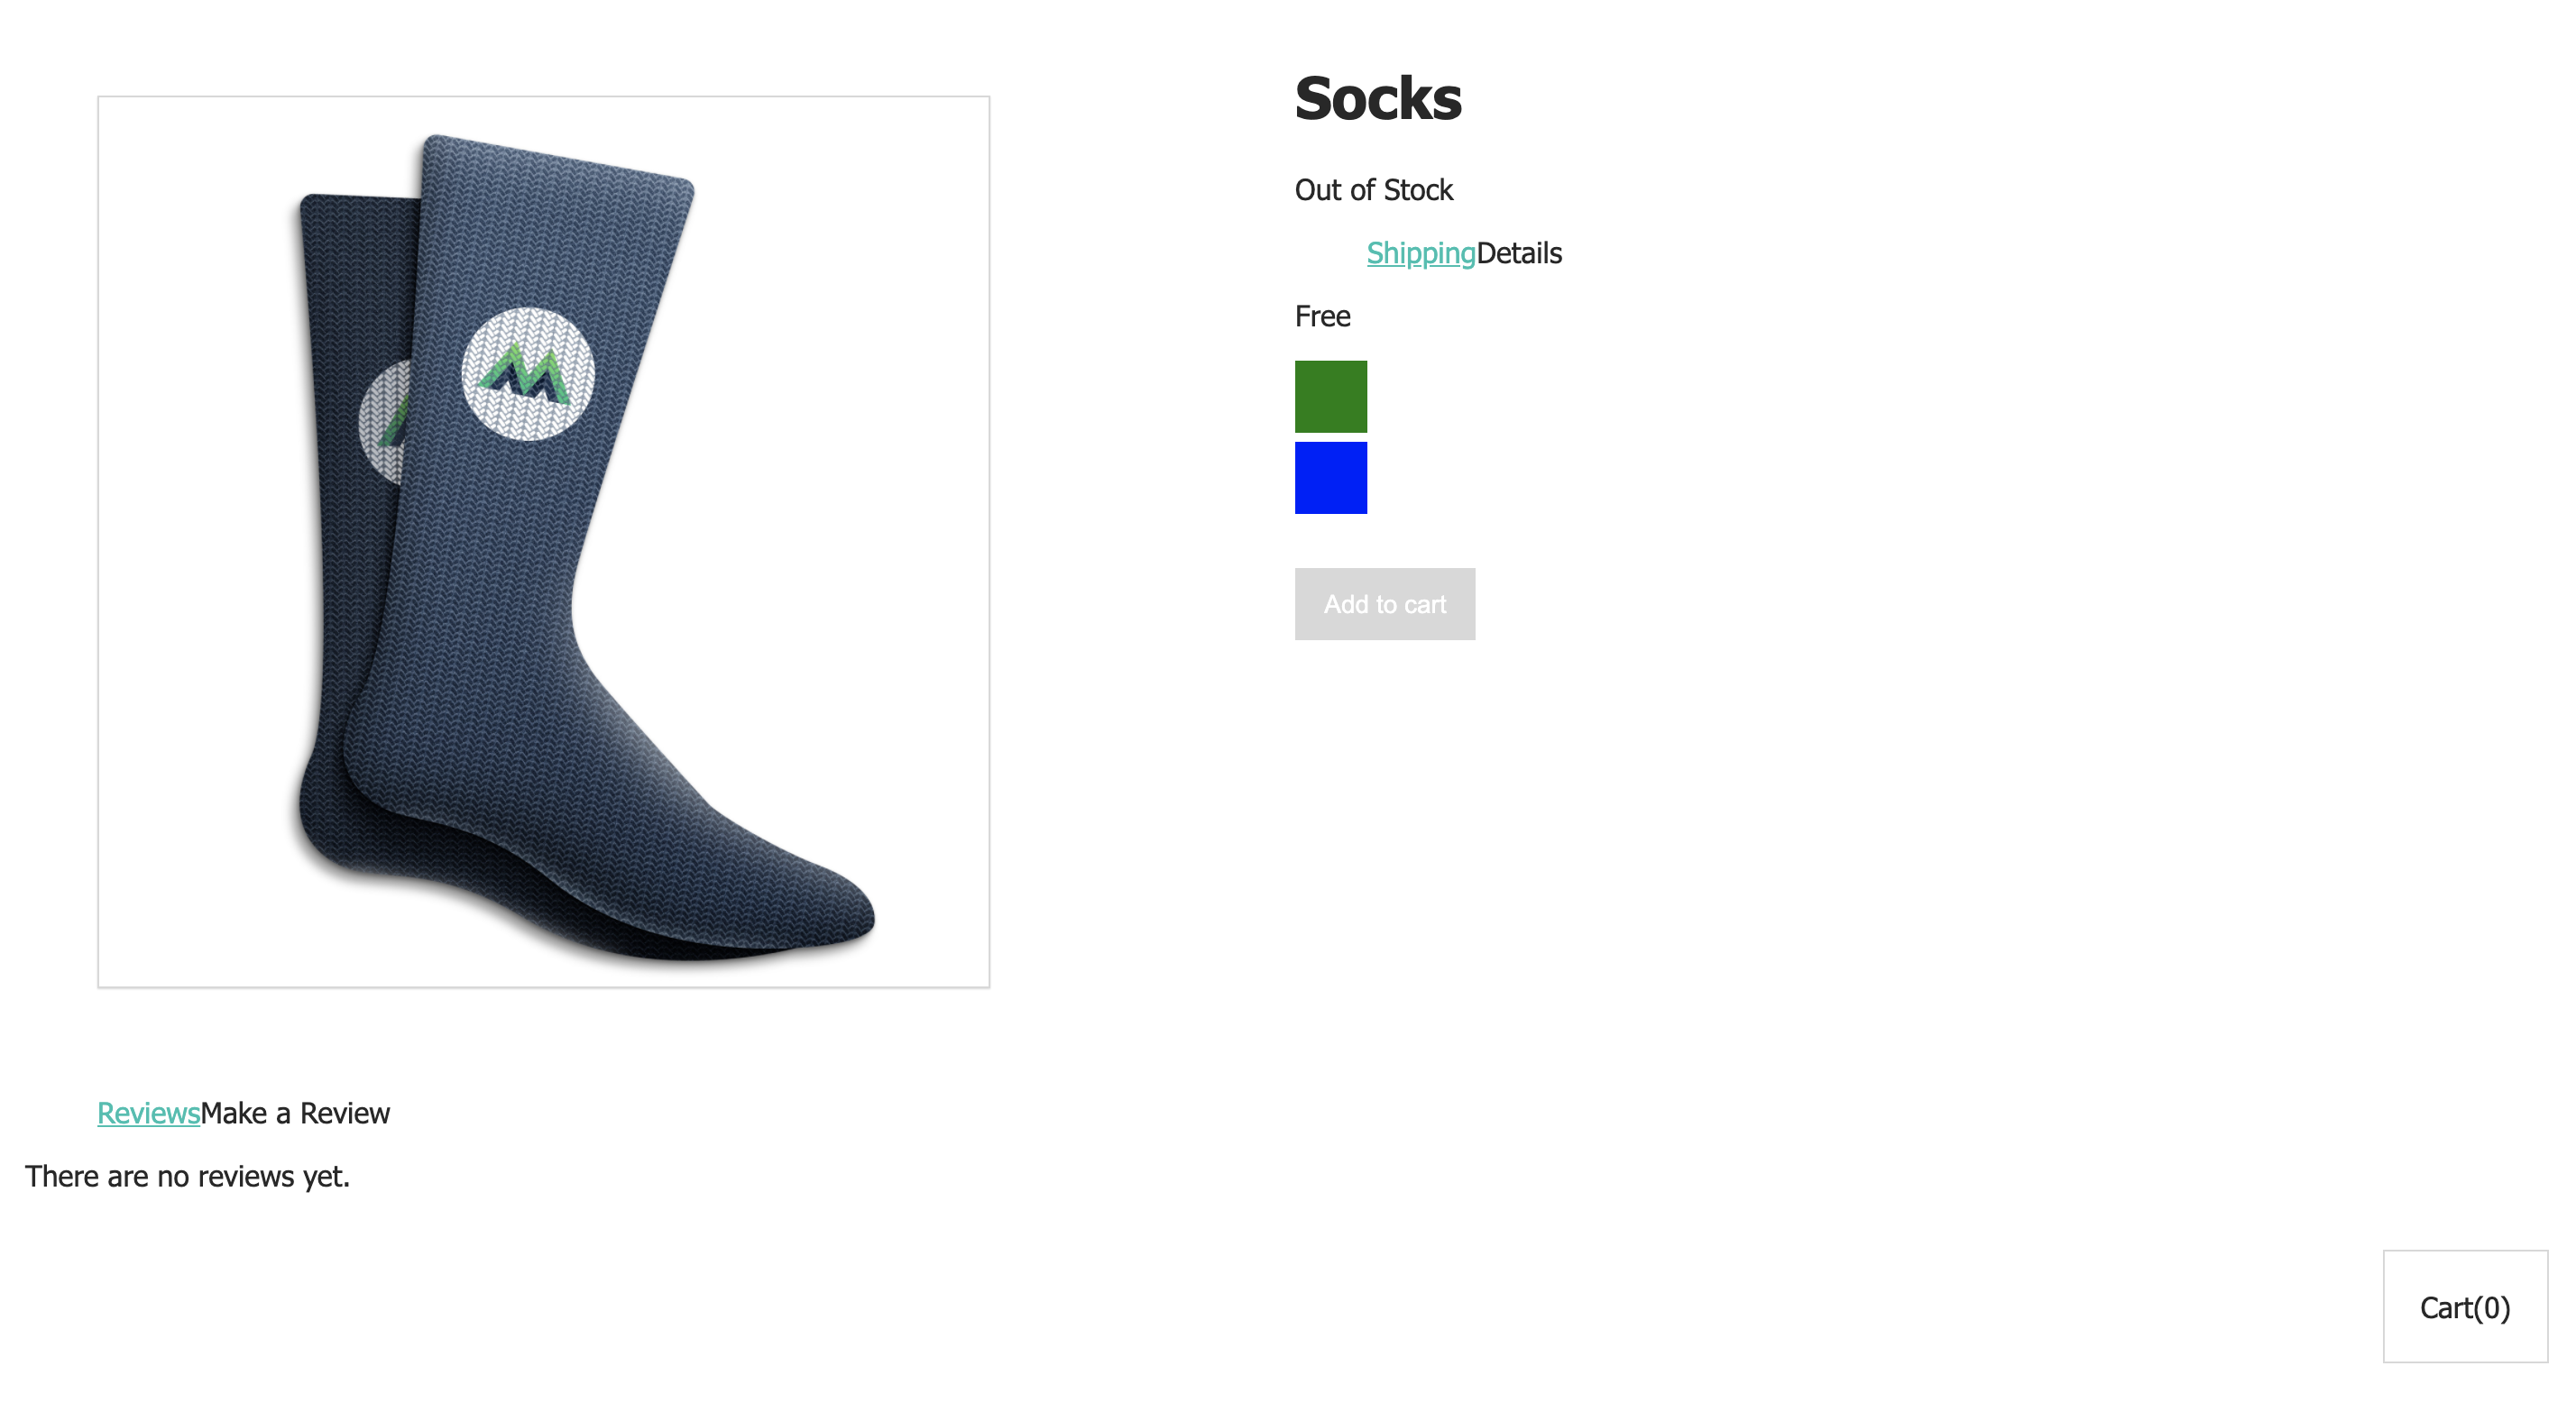 Socks
Out of Stock
ShippingDetails
Free
Add to cart
ReviewsMake a Review
There are no reviews yet.
Cart(0)